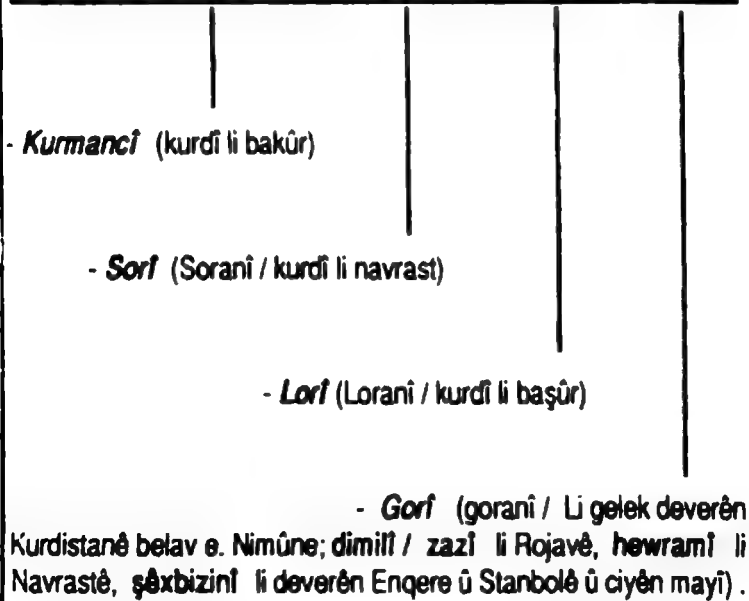 - Kurmancî (kurdî li bakûr)
- Sorî (Soranî / kurdî li navrast)
- Lorî (Loranî / kurdî li başûr)
- Gorî (goranî / Li gelek deverên
Kurdistanê belav e. Nimûne; dimilî / zazî li Rojavê, hewramî li
Navrastê, şêxbizinî li deverên Enqere û Stanbolê û ciyên mayî) .